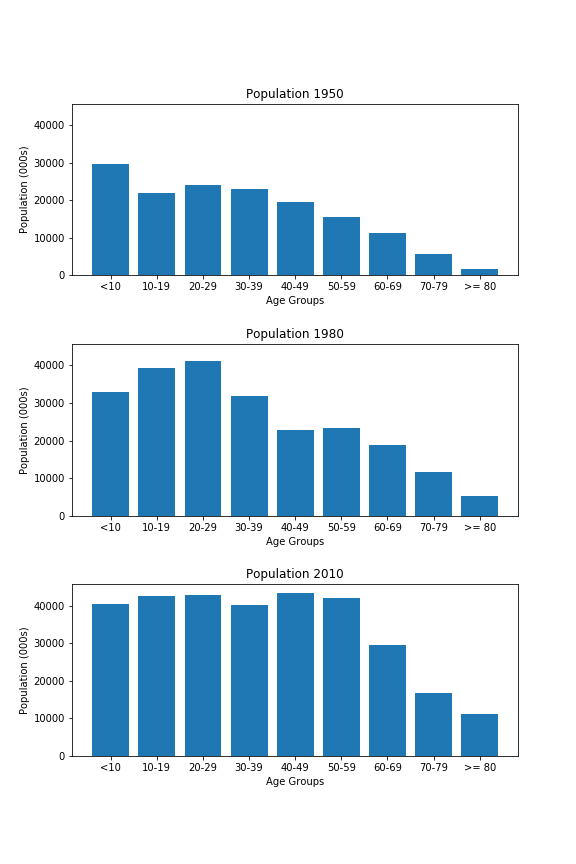 Population 1950
40000
30000
20000
10000
0
Population (000s)
<10 10-19 20-29 30-39 40-49 50-59 60-69 70-79 >= 80
Age Groups
Population 1980
40000
30000
20000
10000
0
Population (000s)
<10 10-19 20-29 30-39 40-49 50-59 60-69 70-79 >= 80
Age Groups
Population 2010
40000
30000
20000
10000
0
Population (000s)
<10 10-19 20-29 30-39 40-49 50-59 60-69 70-79 >= 80
Age Groups